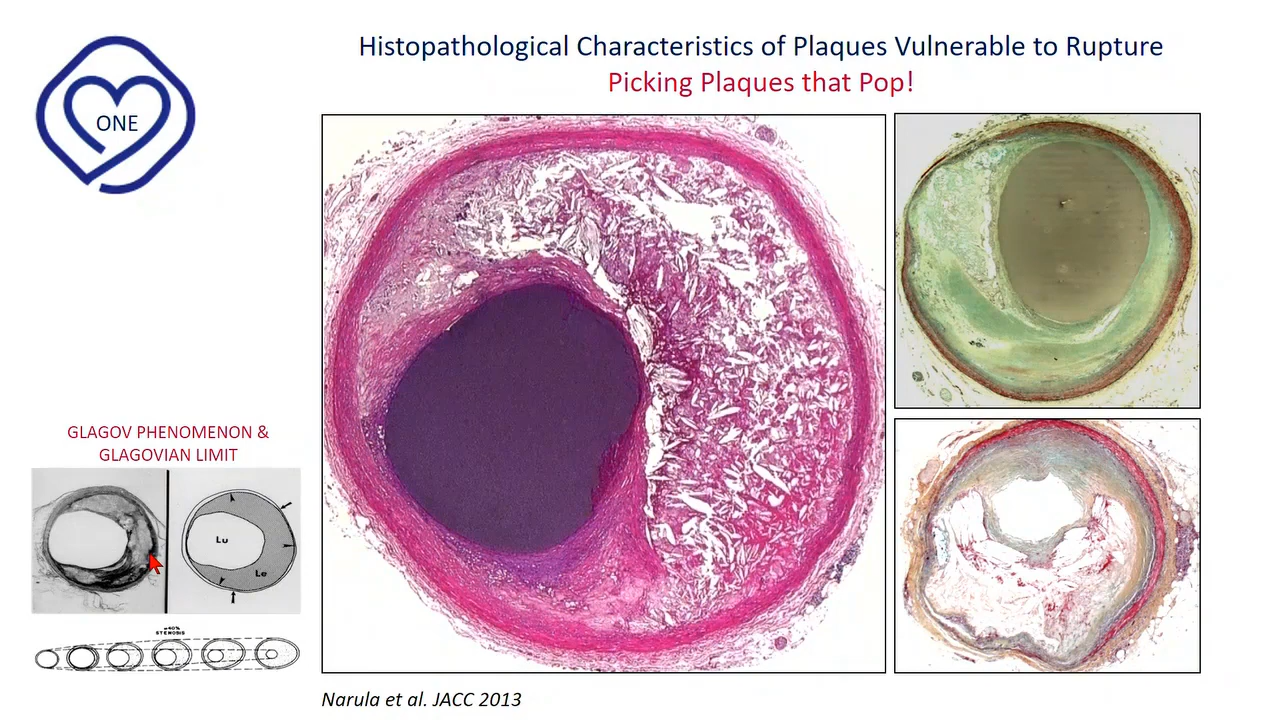 Histopathological Characteristics of Plaques Vulnerable to Rupture
Picking Plaques that Pop!
ONE
GLAGOV PHENOMENON &
GLAGOVIAN LIMIT
Lu
Le
STENOSIS
Narula et al. JACC 2013